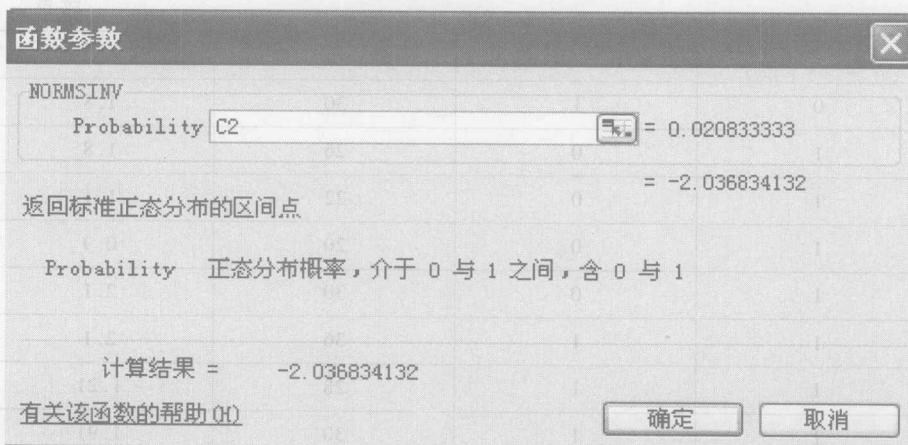 函数参数
NORMSINV
Probability C2 = 0.020833333
= -2.036834132
返回标准正态分布的区间点
Probability 正态分布概率，介于 0 与 1 之间，含 0 与 1
计算结果 = -2.036834132
有关该函数的帮助(H)
确定 取消